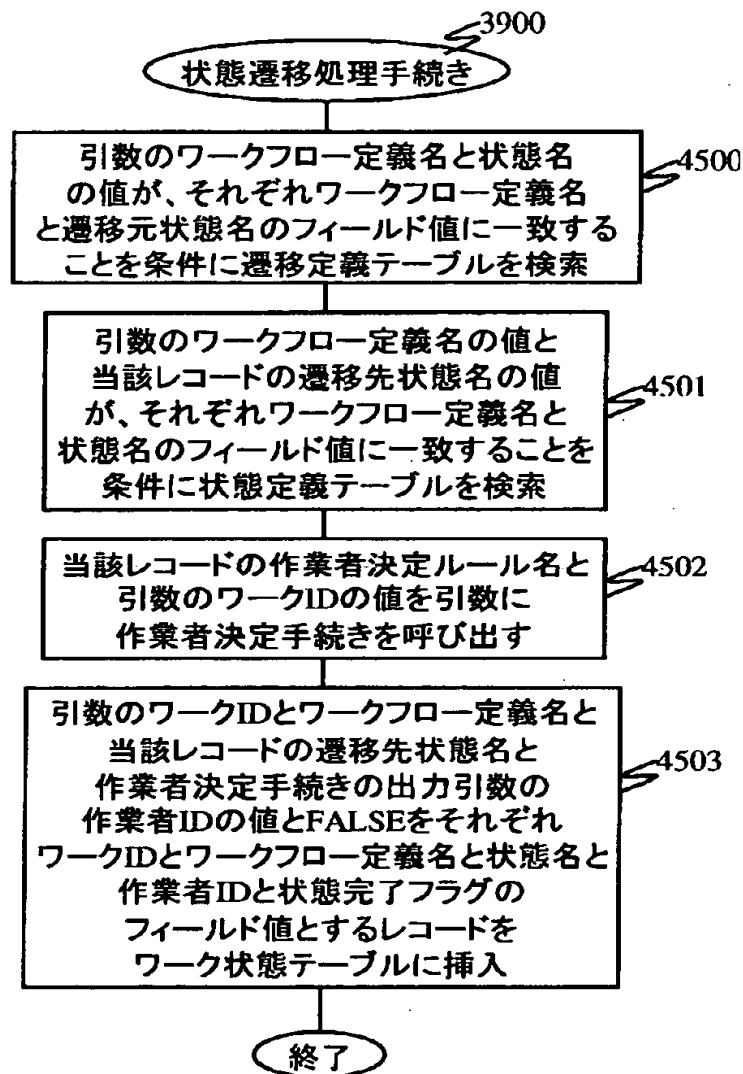 3900
状態遷移処理手続き
引数のワークフロー定義名と状態名
の値が、それぞれワークフロー定義名
と遷移元状態名のフィールド値に一致する
ことを条件に遷移定義テーブルを検索
4500
引数のワークフロー定義名の値と
当該レコードの遷移先状態名の値
が、それぞれワークフロー定義名と
状態名のフィールド値に一致することを
条件に状態定義テーブルを検索
4501
当該レコードの作業者決定ルール名と
引数のワークIDの値を引数に
作業者決定手続きを呼び出す
4502
引数のワークIDとワークフロー定義名と
当該レコードの遷移先状態名と
作業者決定手続きの出力引数の
作業者IDの値とFALSEをそれぞれ
ワークIDとワークフロー定義名と状態名と
作業者IDと状態完了フラグの
フィールド値とするレコードを
ワーク状態テーブルに挿入
4503
終了